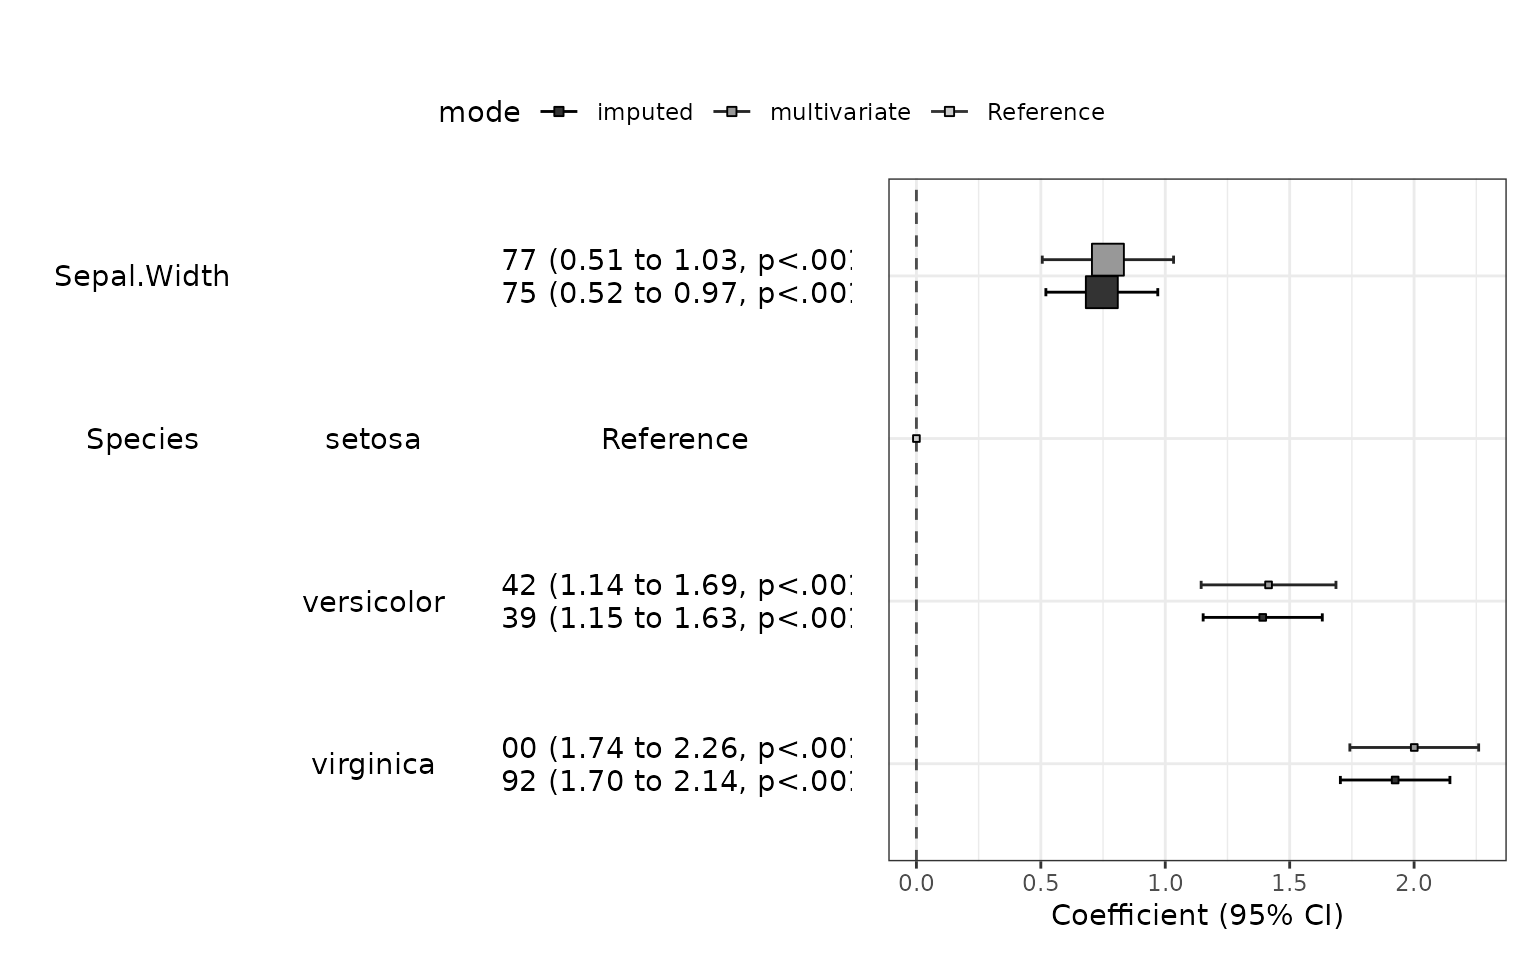 mode imputed multivariate Reference
Sepal.Width
77 (0.51 to 1.03, p<.00
75 (0.52 to 0.97, p<.00
Species setosa Reference
versicolor
42 (1.14 to 1.69, p<.00
39 (1.15 to 1.63, p<.00
virginica
00 (1.74 to 2.26, p<.00
92 (1.70 to 2.14, p<.00
0.0 0.5 1.0 1.5 2.0
Coefficient (95% CI)